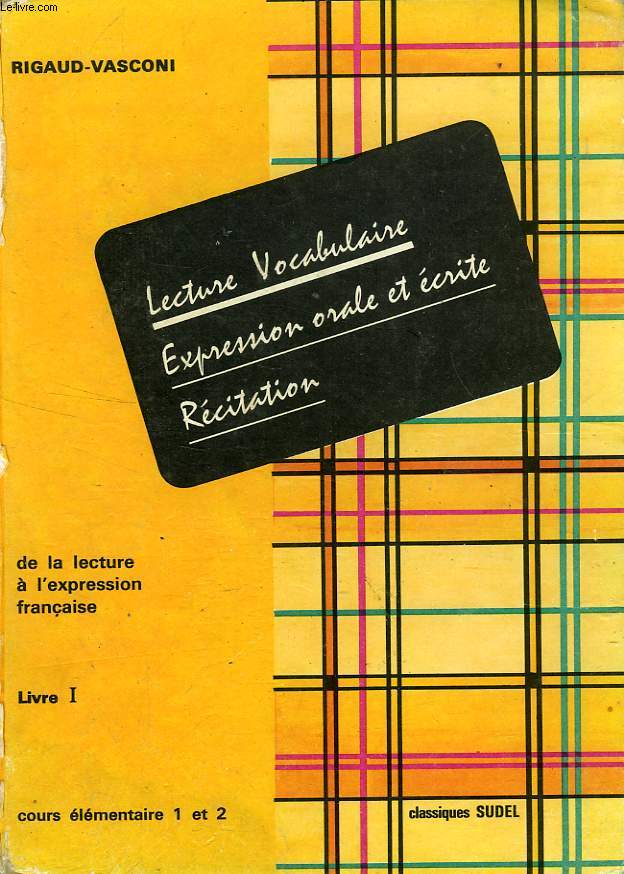 Le-livre.com
RIGAUD-VASCONI
Lecture Vocabulaire
Expression orale et écrite
Récitation
de la lecture
à l'expression
française
Livre I
cours élémentaire 1 et 2
classiques SUDEL